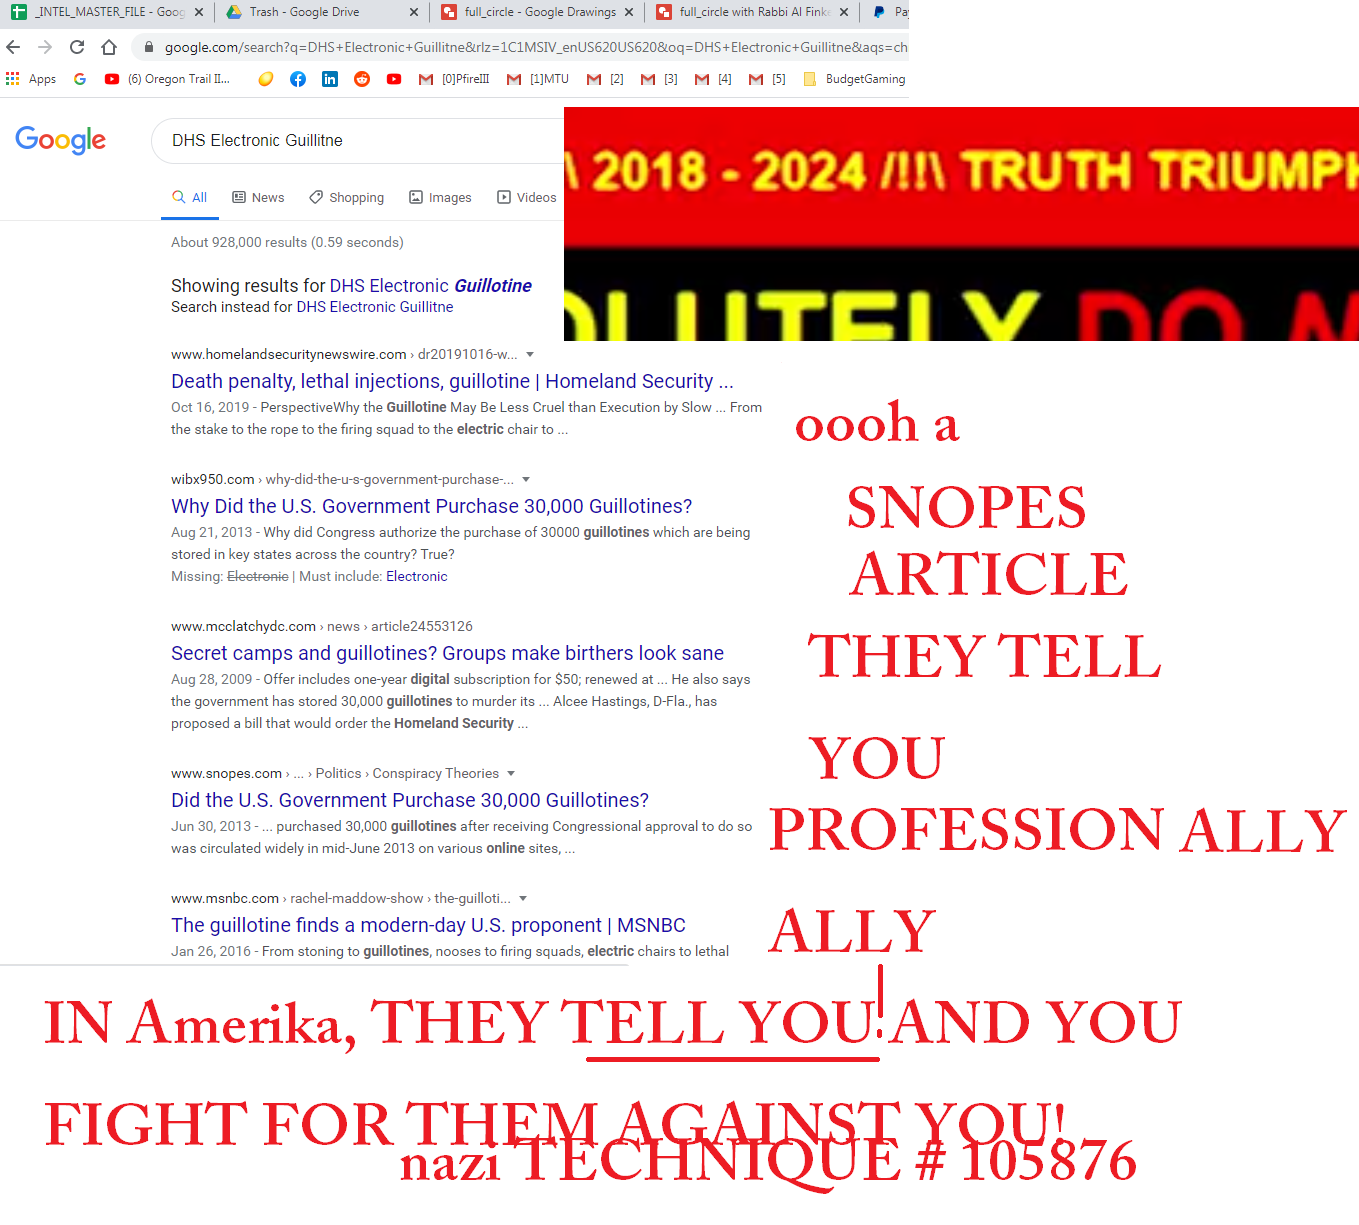 _INTEL_MASTER_FILE - Goog
Trash - Google Drive
full_circle - Google Drawings
full_circle with Rabbi Al Finke
Pa
google.com/search?q=DHS+Electronic+Guillitne&rlz=1C1MSIV_enUS620US620&oq=DHS+Electronic+Guillitne&aqs=ch
Apps
(6) Oregon Trail II...
[0]PfireIII
[1]MTU
[2]
[3]
[4]
[5]
BudgetGaming
Google
DHS Electronic Guillitne
\ 2018 - 2024 /!!\ TRUTH TRIUMPH
OLUTELY DO M
All
News
Shopping
Images
Videos
About 928,000 results (0.59 seconds)
Showing results for DHS Electronic Guillotine
Search instead for DHS Electronic Guillitne
www.homelandsecuritynewswire.com › dr20191016-w...
Death penalty, lethal injections, guillotine | Homeland Security ...
Oct 16, 2019 - PerspectiveWhy the Guillotine May Be Less Cruel than Execution by Slow ... From
the stake to the rope to the firing squad to the electric chair to ...
wibx950.com › why-did-the-u-s-government-purchase-...
Why Did the U.S. Government Purchase 30,000 Guillotines?
Aug 21, 2013 - Why did Congress authorize the purchase of 30000 guillotines which are being
stored in key states across the country? True?
Missing: Electronic | Must include: Electronic
www.mcclatchydc.com › news › article24553126
Secret camps and guillotines? Groups make birthers look sane
Aug 28, 2009 - Offer includes one-year digital subscription for $50; renewed at ... He also says
the government has stored 30,000 guillotines to murder its ... Alcee Hastings, D-Fla., has
proposed a bill that would order the Homeland Security ...
www.snopes.com › ... › Politics › Conspiracy Theories
Did the U.S. Government Purchase 30,000 Guillotines?
Jun 30, 2013 - ... purchased 30,000 guillotines after receiving Congressional approval to do so
was circulated widely in mid-June 2013 on various online sites, ...
www.msnbc.com › rachel-maddow-show › the-guilloti...
The guillotine finds a modern-day U.S. proponent | MSNBC
Jan 26, 2016 - From stoning to guillotines, nooses to firing squads, electric chairs to lethal
oooh a
SNOPES
ARTICLE
THEY TELL
YOU
PROFESSION ALLY
ALLY
IN Amerika, THEY TELL YOU! AND YOU
FIGHT FOR THEM AGAINST YOU!
nazi TECHNIQUE # 105876